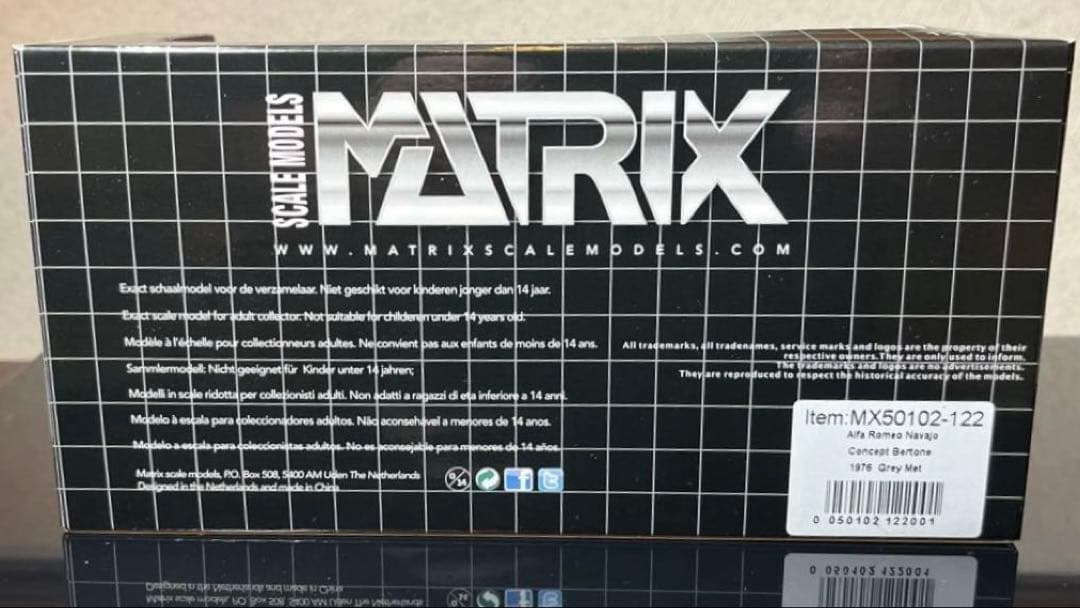 SCALE MODELS
MATRIX
WWW.MATRIXSCALEMODELS.COM
Exact schaalmodel voor de verzamelaar. Niet geschikt voor kinderen jonger dan 14 jaar.
Exact scale model for adult collector. Not suitable for childeren under 14 years old.
Modèle à l'échelle pour collectionneurs adultes. Ne convient pas aux enfants de moins de 14 ans.
Sammlermodell: Nicht geeignet für Kinder unter 14 jahren;
Modelli in scale ridotta per collezionisti adulti. Non adatti a ragazzi di eta inferiore a 14 anni.
Modelo à escala para coleccionadores adultos. Não aconsehável a menores de 14 anos.
Modelo a escala para coleccionistas adultos. No es aconsejable para menores de 14 años.
Matrix scale models, P.O. Box 508, 5400 AM Uden The Netherlands
Designed in the Netherlands and made in China
All trademarks, all tradenames, service marks and logos are the property of their
respective owners. They are only used to inform.
The trademarks and logos are no advertisements.
They are reproduced to respect the historical accuracy of the models.
Item:MX50102-122
Alfa Romeo Navajo
Concept Bertone
1976 Grey Met
0 050102 122001